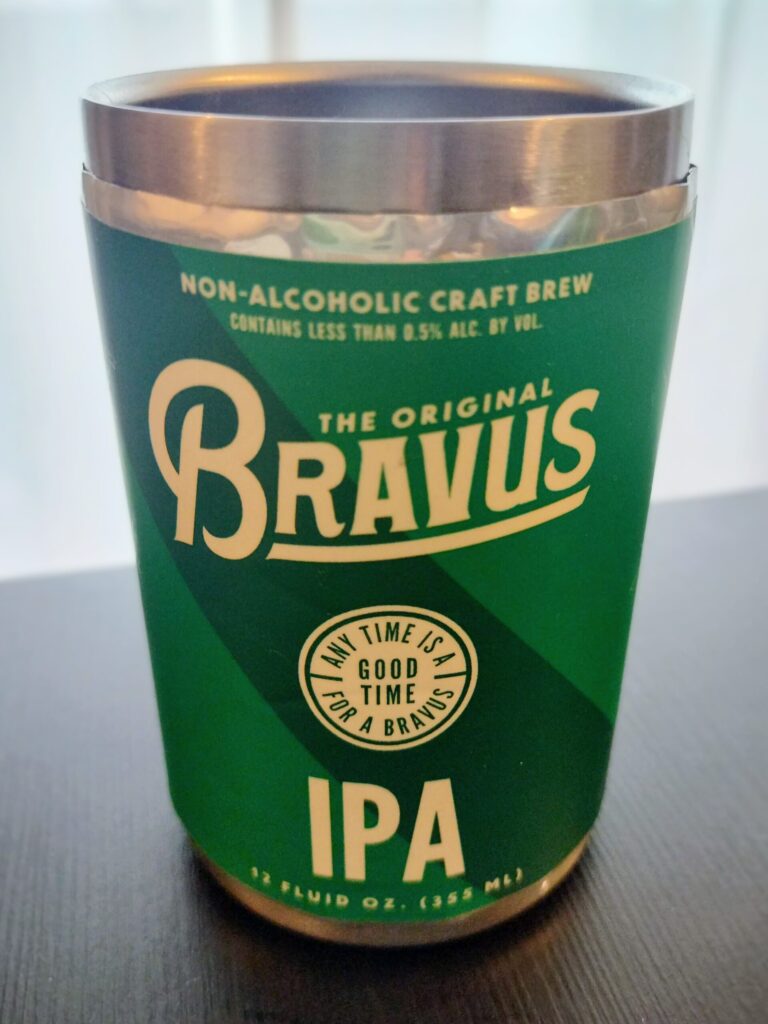 NON-ALCOHOLIC CRAFT BREW
CONTAINS LESS THAN 0.5% ALC. BY VOL.
THE ORIGINAL
BRAVUS
ANY TIME IS A
GOOD
TIME
FOR A BRAVUS
IPA
12 FLUID OZ. (355 ML)